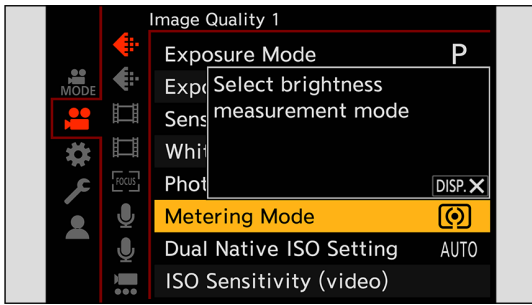 Image Quality 1
Exposure Mode P
Expo
Select brightness
measurement mode
DISP.
Sens
Whit
Phot
Metering Mode
Dual Native ISO Setting AUTO
ISO Sensitivity (video)
MODE
FOCUS